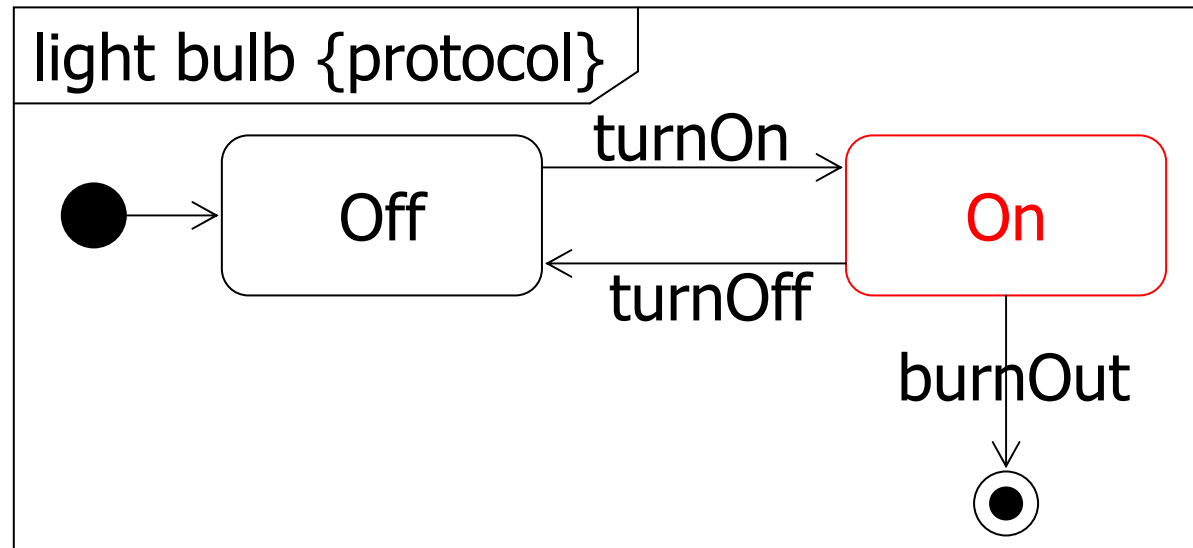 light bulb {protocol}
turnOn
Off
On
turnOff
burnOut